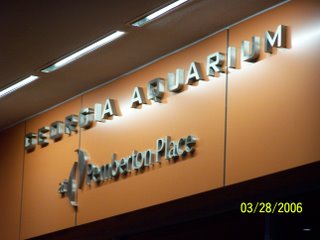 GEORGIA AQUARIUM
at Pemberton Place
03/28/2006